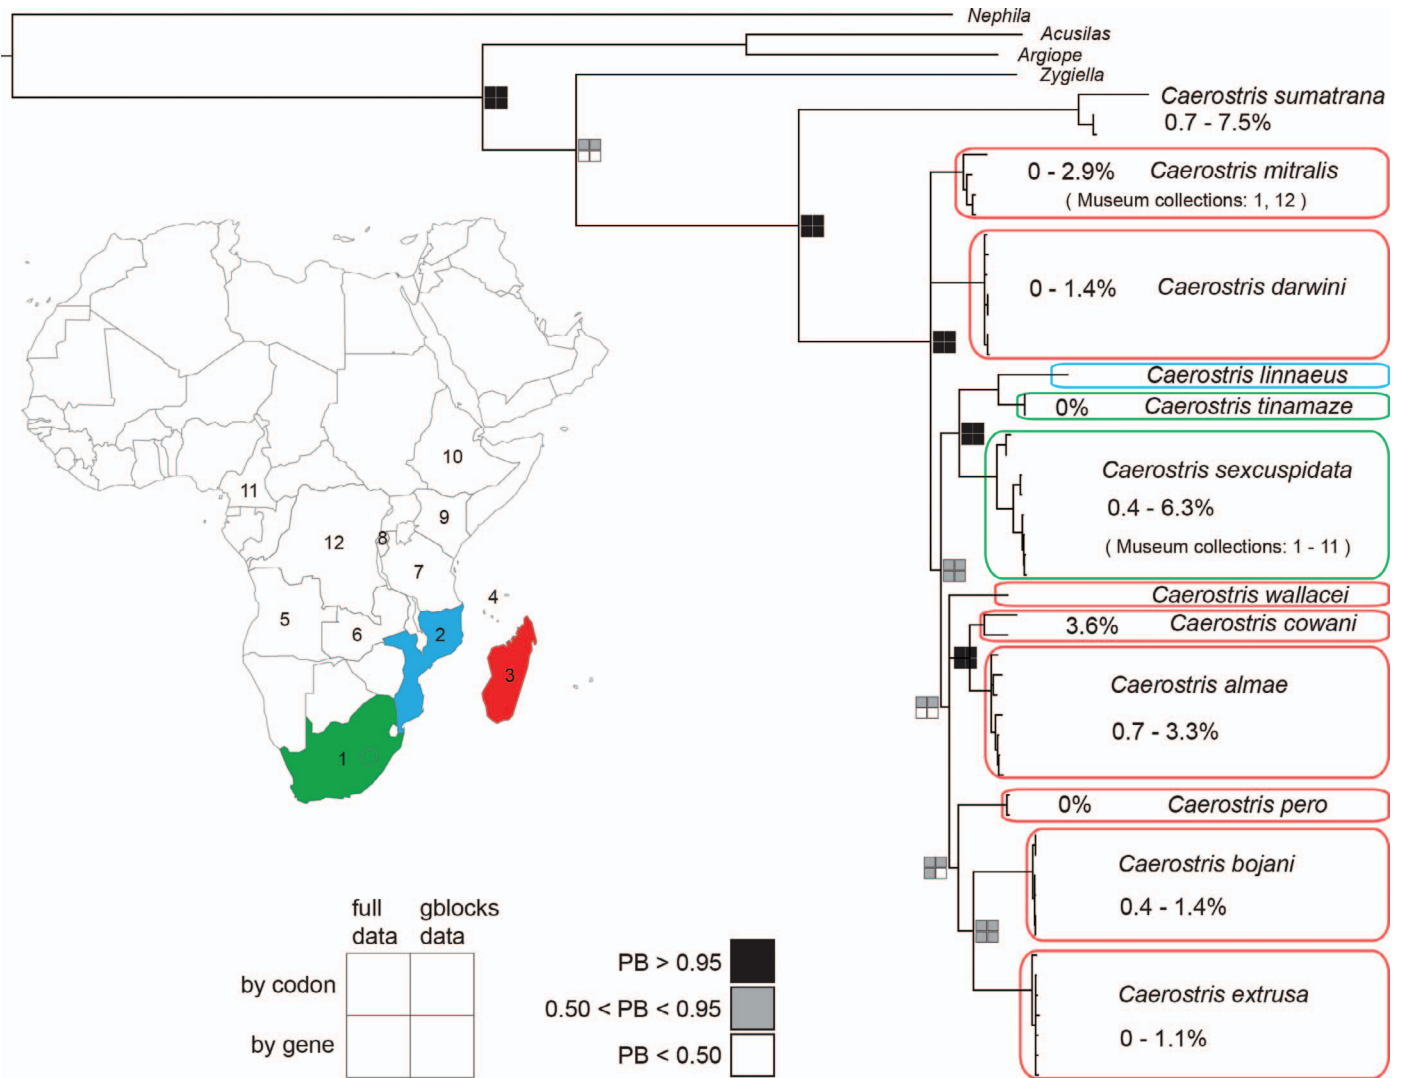 Nephila
Acusilas
Argiope
Zygiella
Caerostris sumatrana
0.7 - 7.5%
0 - 2.9% Caerostris mitralis
( Museum collections: 1, 12 )
0 - 1.4% Caerostris darwini
Caerostris linnaeus
0% Caerostris tinamaze
Caerostris sexcuspidata
0.4 - 6.3%
( Museum collections: 1 - 11 )
Caerostris wallacei
3.6% Caerostris cowani
Caerostris almae
0.7 - 3.3%
0% Caerostris pero
Caerostris bojani
0.4 - 1.4%
Caerostris extrusa
0 - 1.1%
10
11
9
12
8
7
4
5
6
2
3
1
full data
gblocks data
by codon
by gene
PB > 0.95
0.50 < PB < 0.95
PB < 0.50